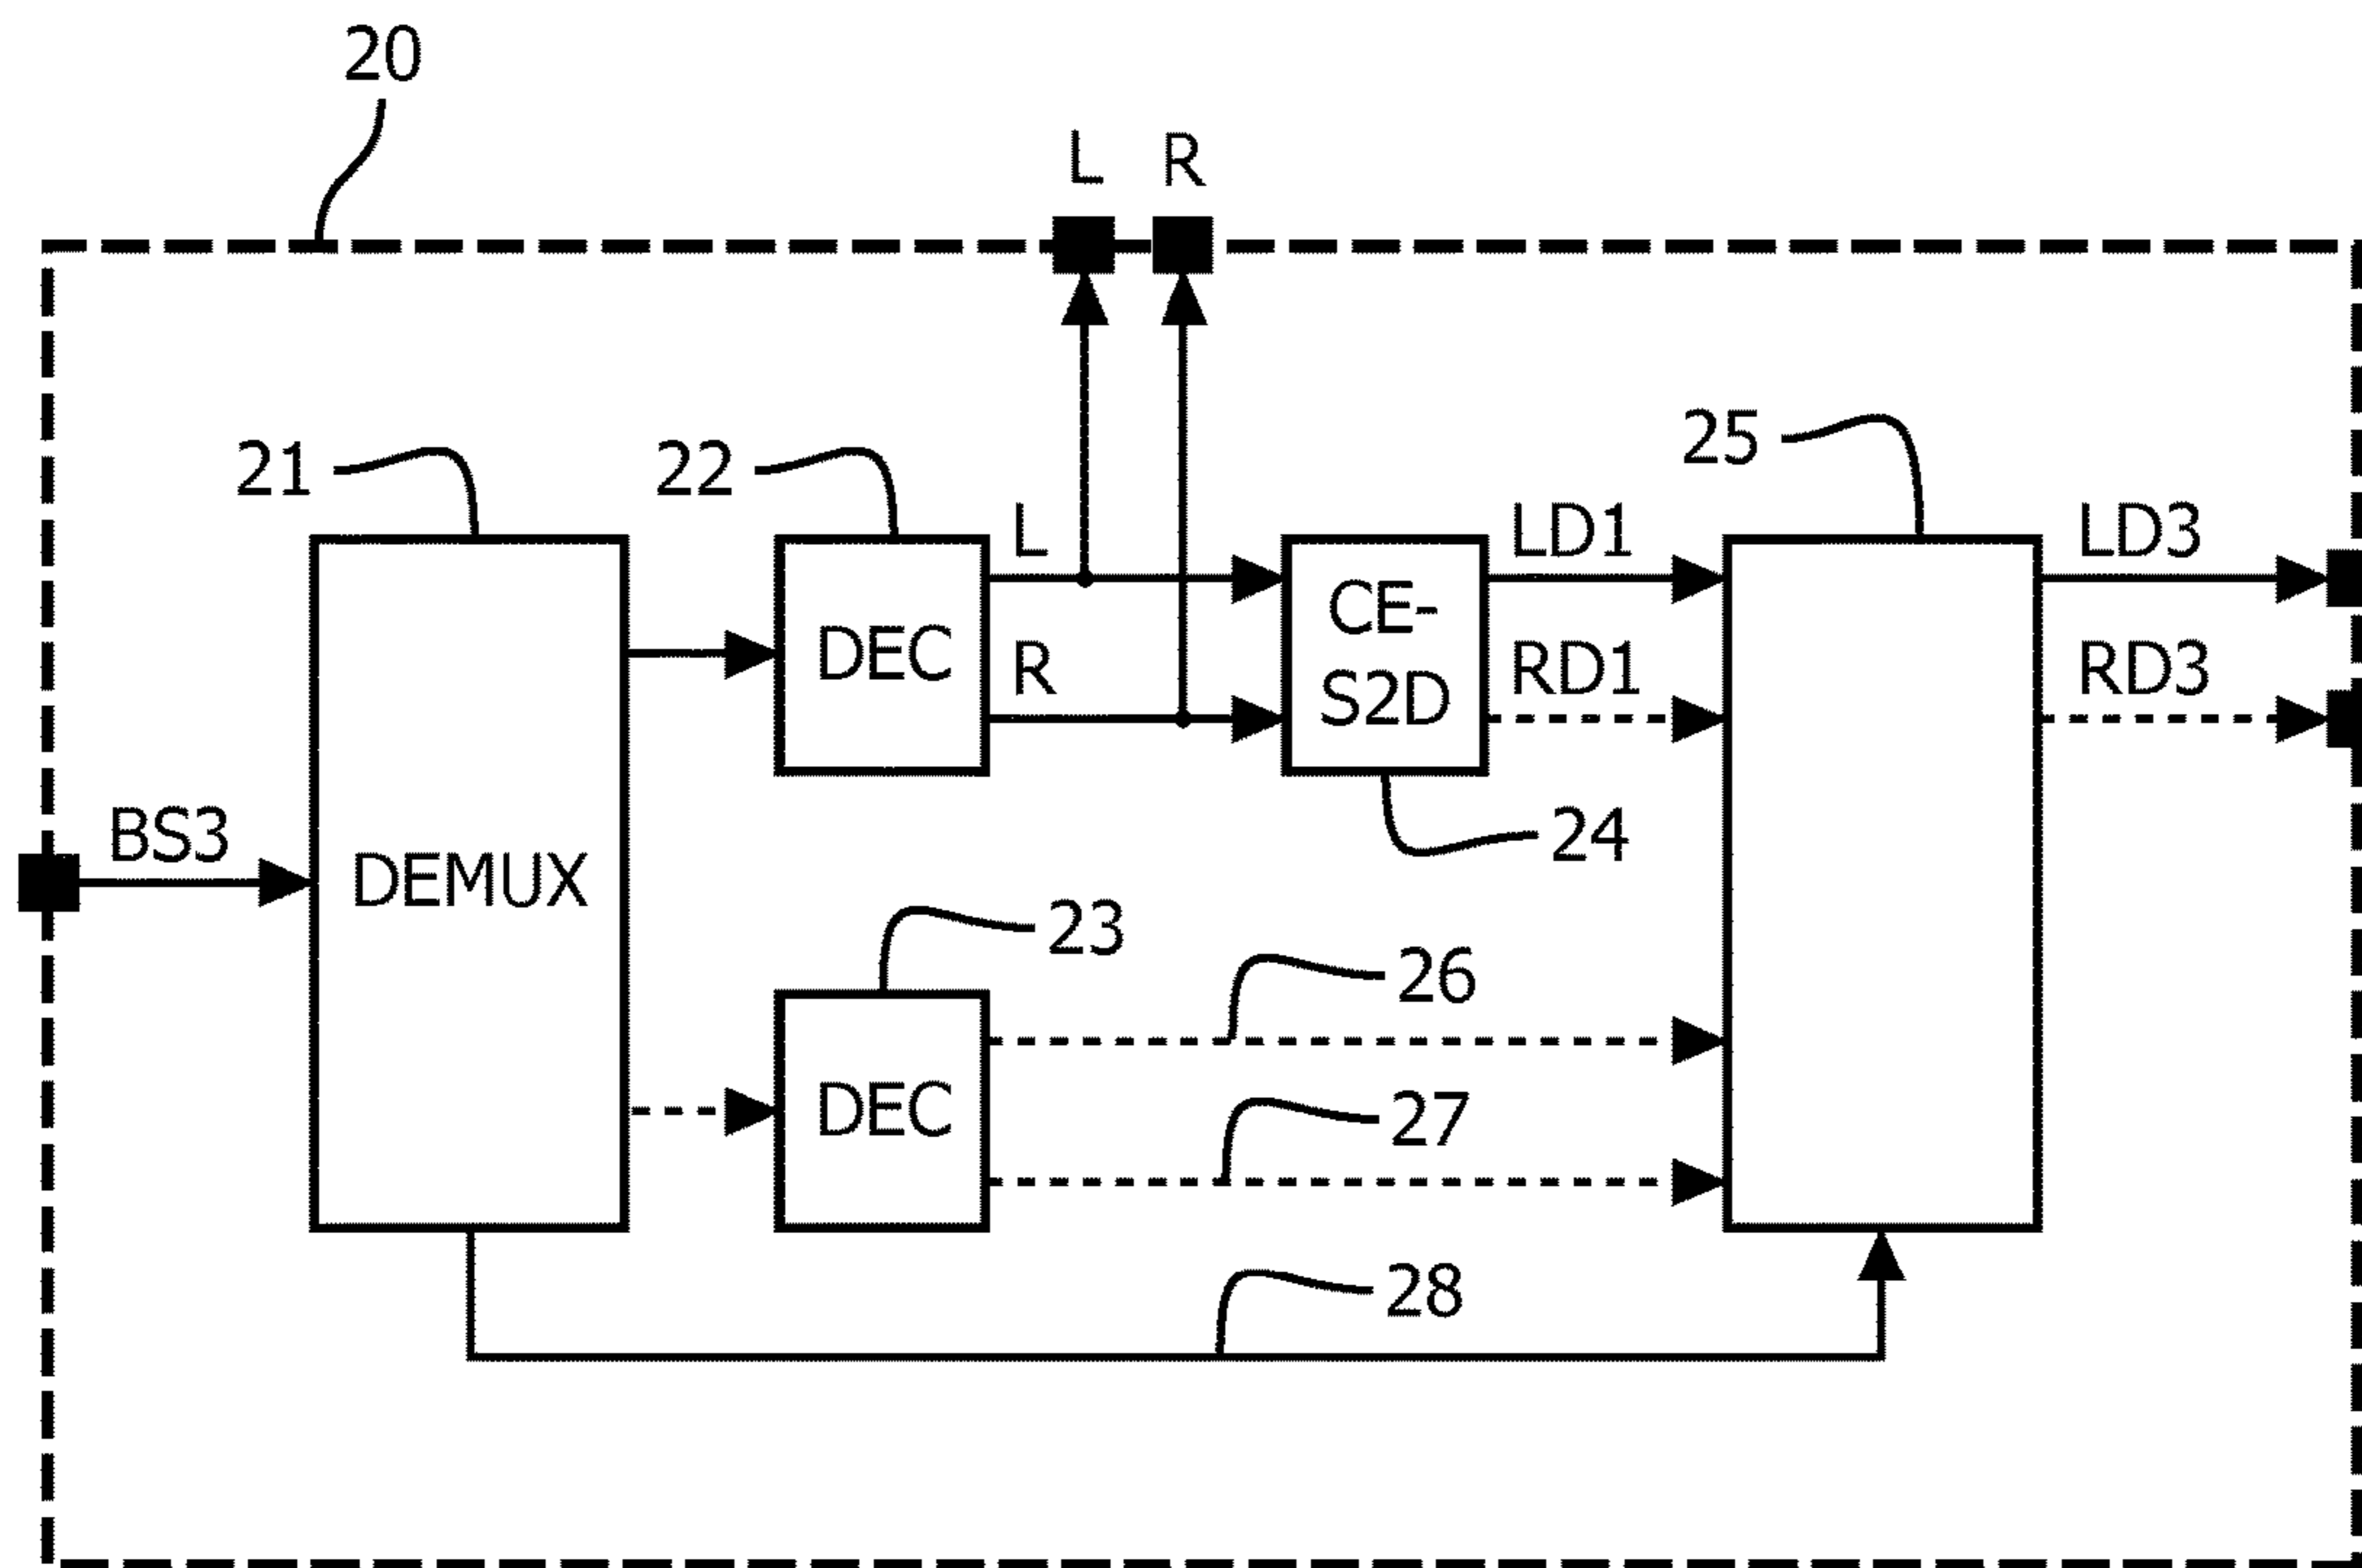 20
L R
21 22 25
L LD1 LD3
CE-
DEC
R RD1 RD3
S2D
BS3 24
DEMUX
23
26
DEC
27
28